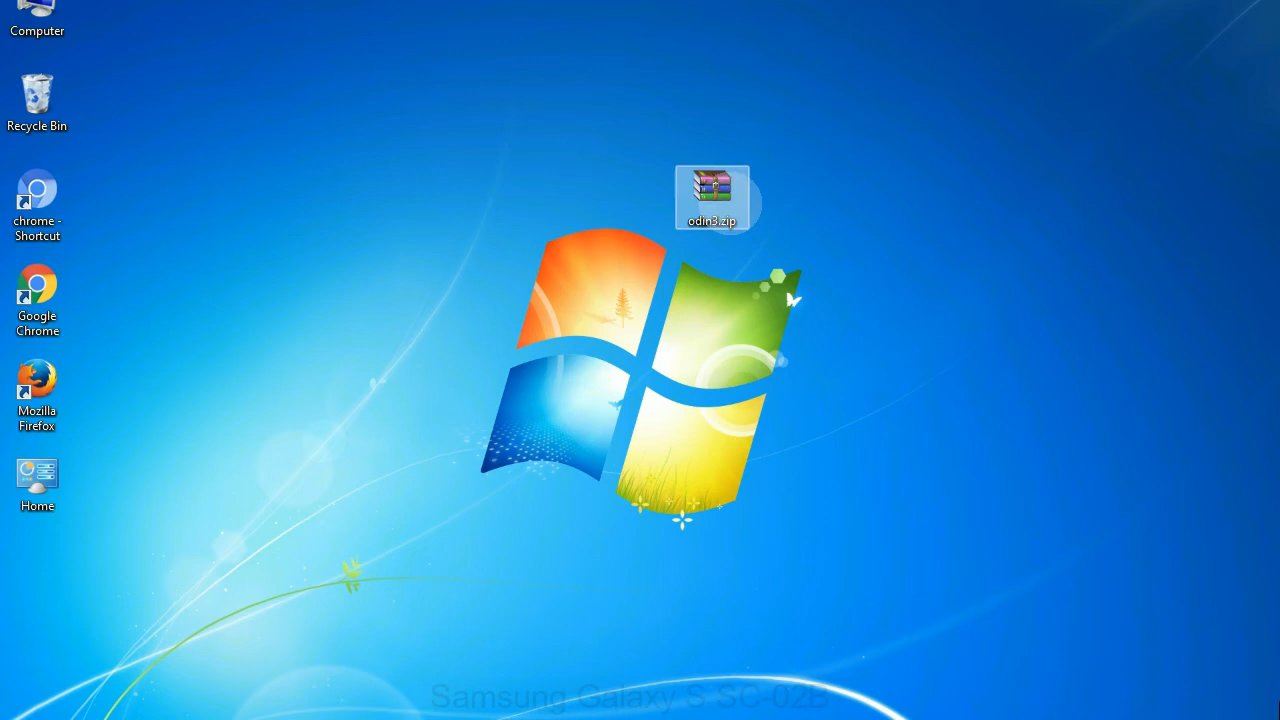 Computer
Recycle Bin
chrome -
Shortcut
Google
Chrome
Mozilla
Firefox
Home
odin3.zip
Samsung Galaxy S SC-02B